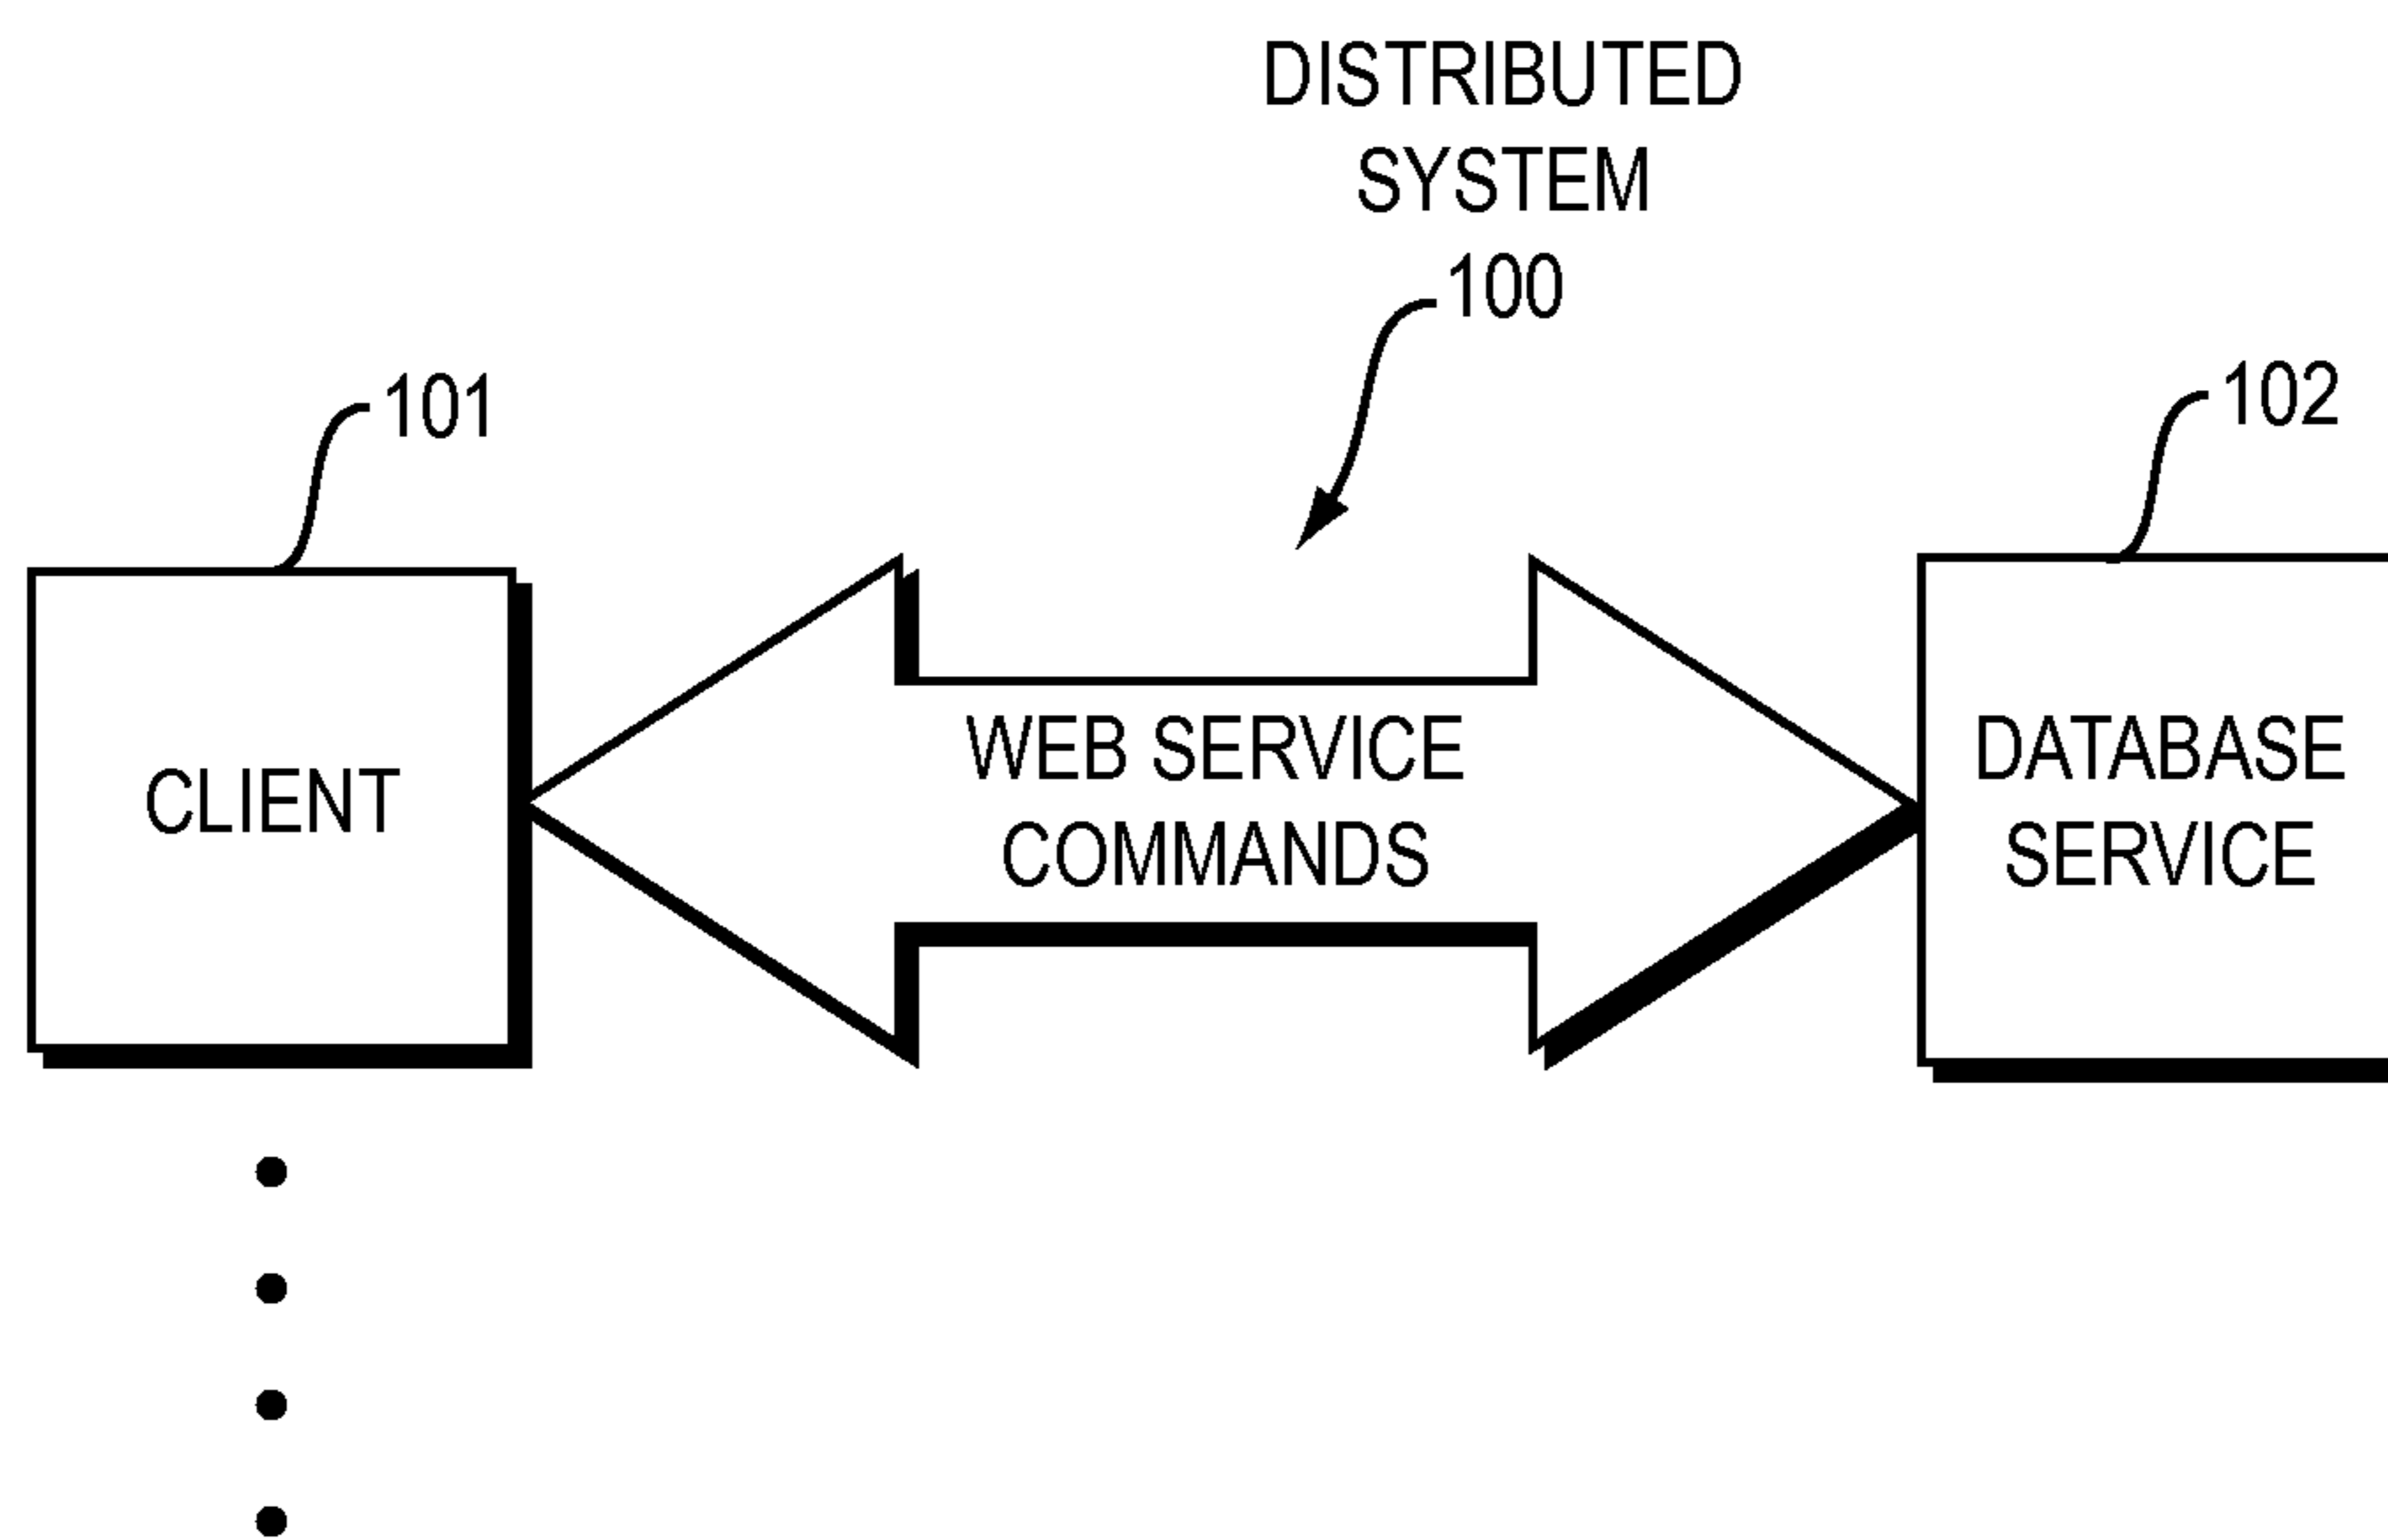 DISTRIBUTED
SYSTEM
100
101
102
CLIENT
WEB SERVICE
COMMANDS
DATABASE
SERVICE